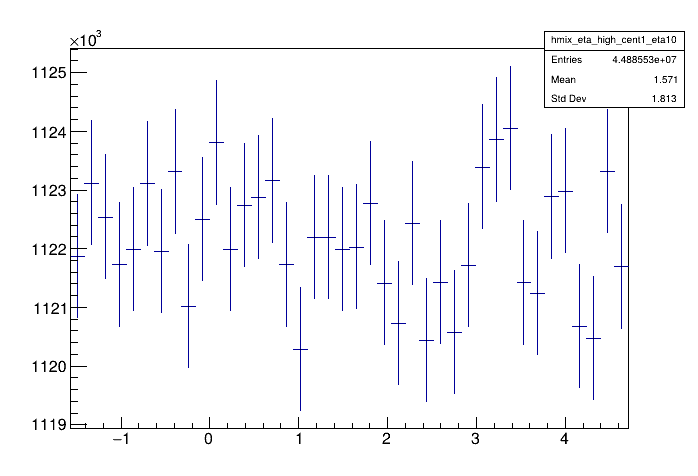 ×10³
hmix_eta_high_cent1_eta10
Entries 4.488553e+07
Mean 1.571
Std Dev 1.813
1125
1124
1123
1122
1121
1120
1119
−1 0 1 2 3 4